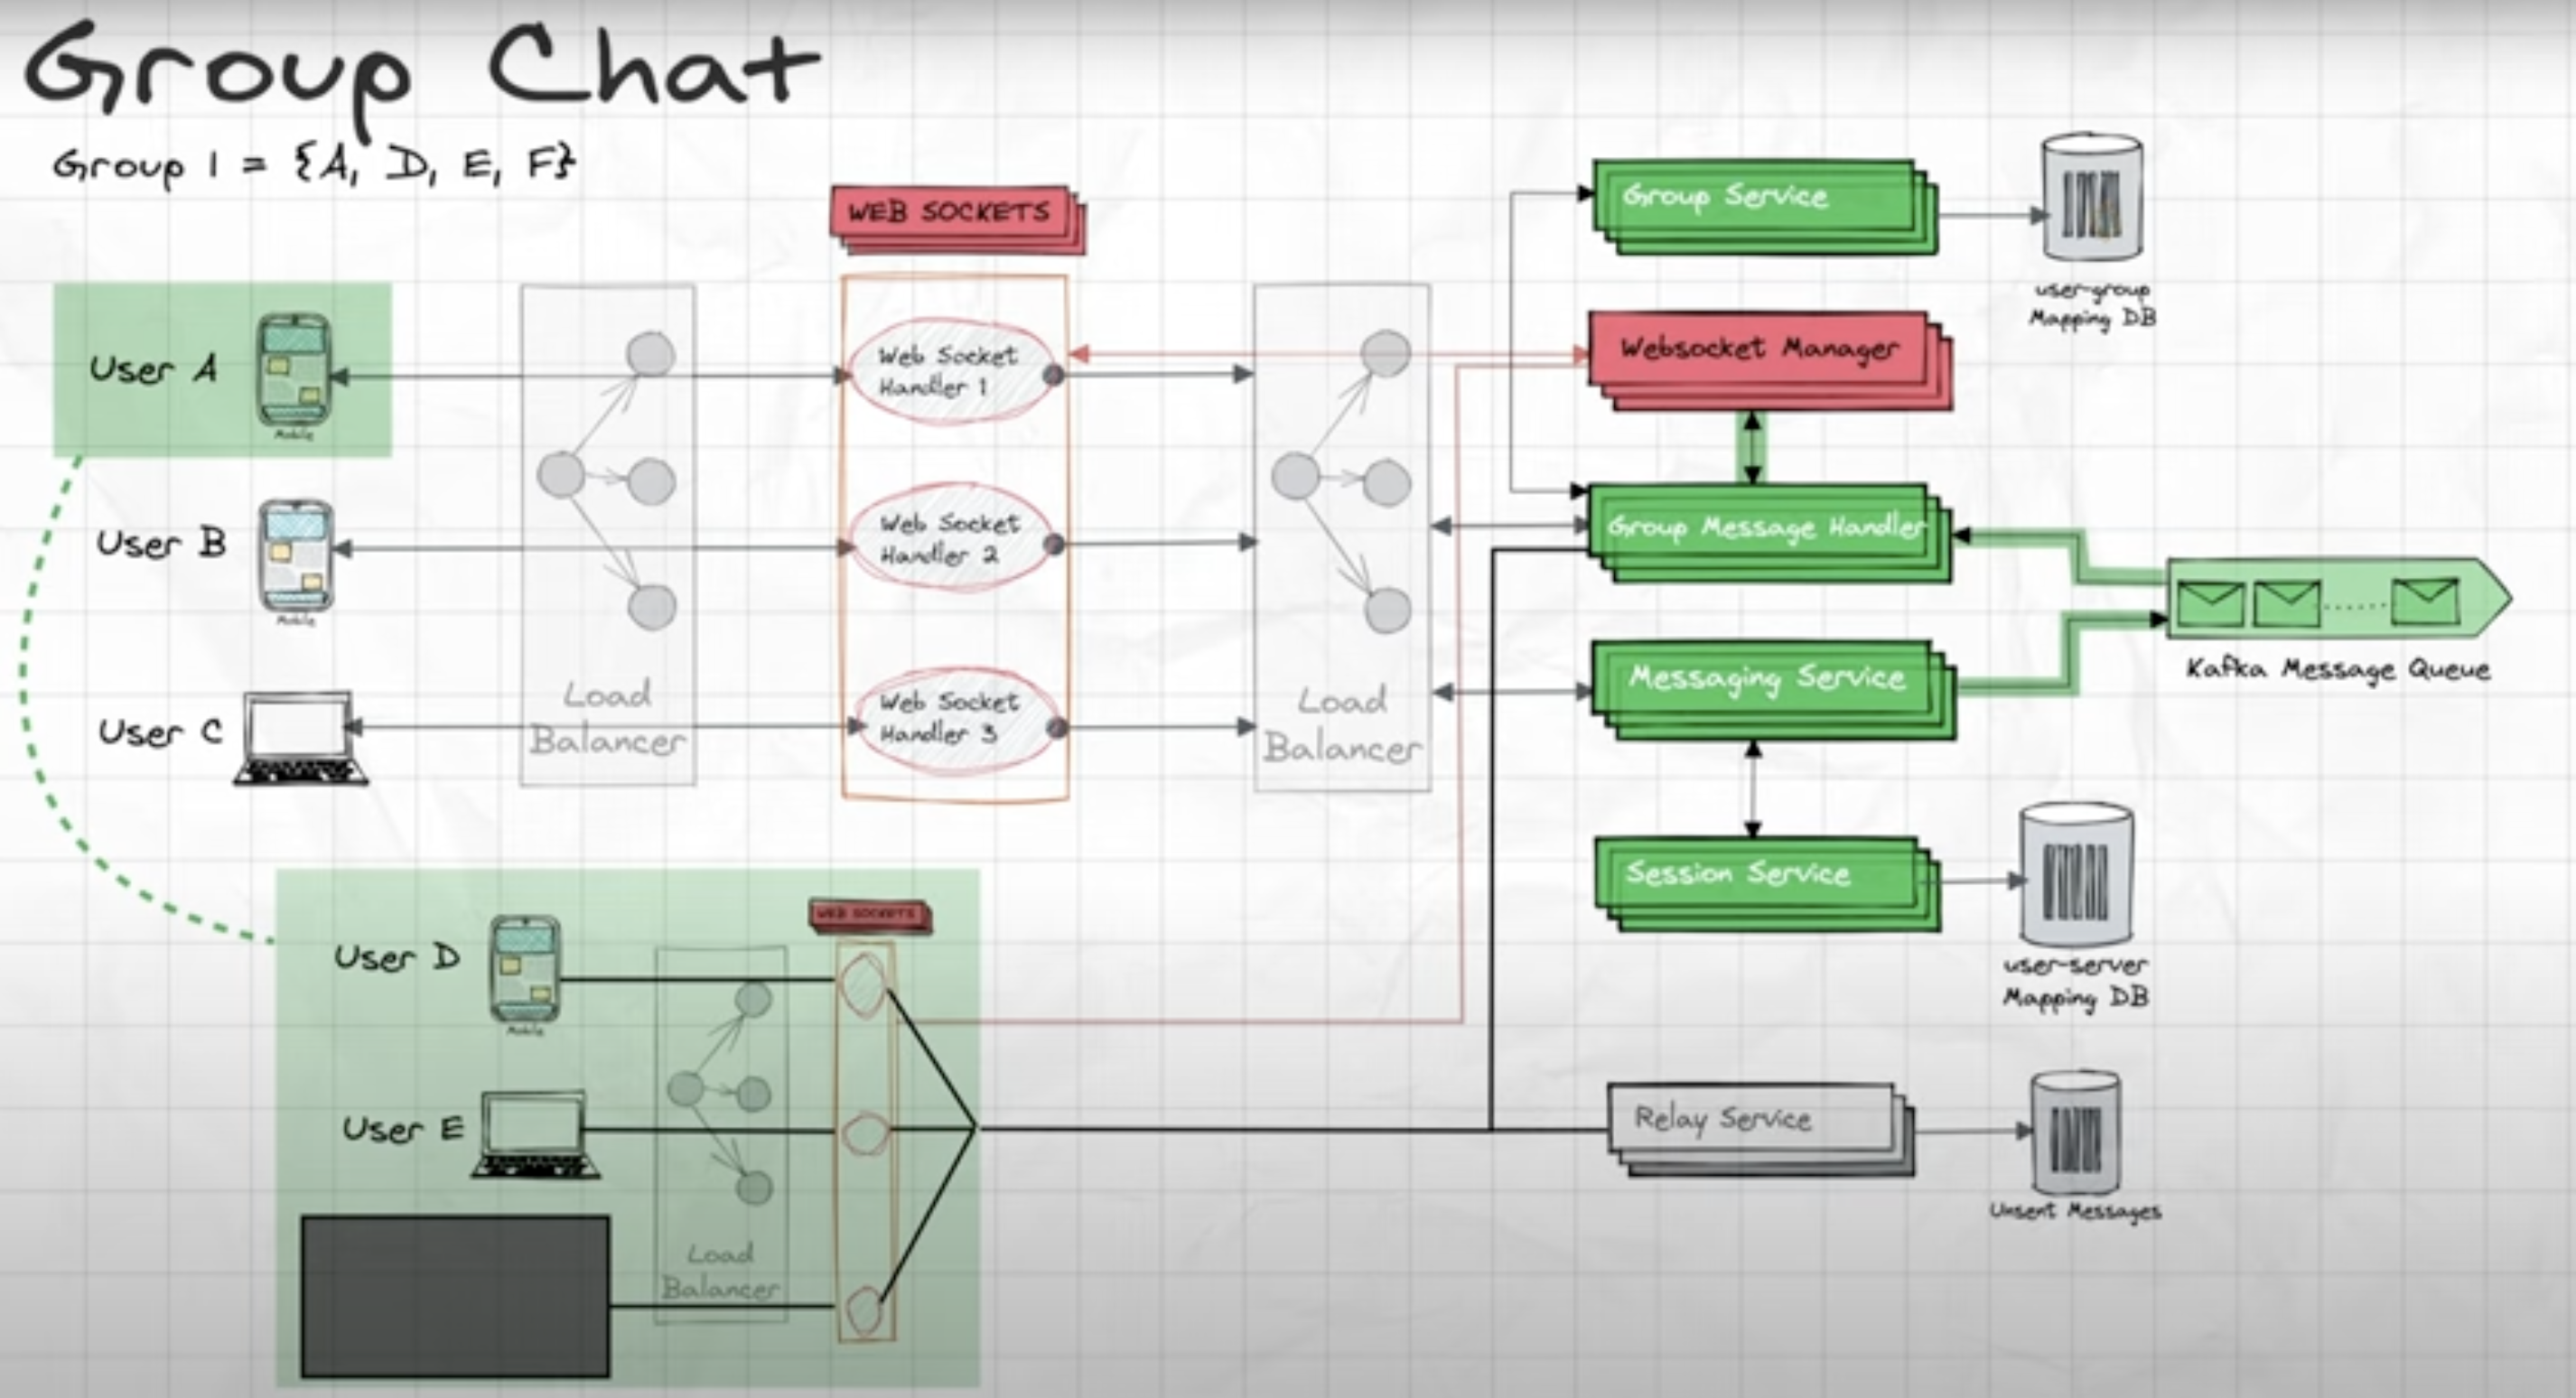 Group Chat
Group 1 = {A, D, E, F}
WEB SOCKETS
Group Service
user-group
Mapping DB
User A
Mobile
Web Socket
Handler 1
Websocket Manager
User B
Mobile
Web Socket
Handler 2
Group Message Handler
Kafka Message Queue
User C
Load
Balancer
Web Socket
Handler 3
Load
Balancer
Messaging Service
Session Service
user-server
Mapping DB
WEB SOCKETS
User D
Mobile
User E
Load
Balancer
Relay Service
Unsent Messages